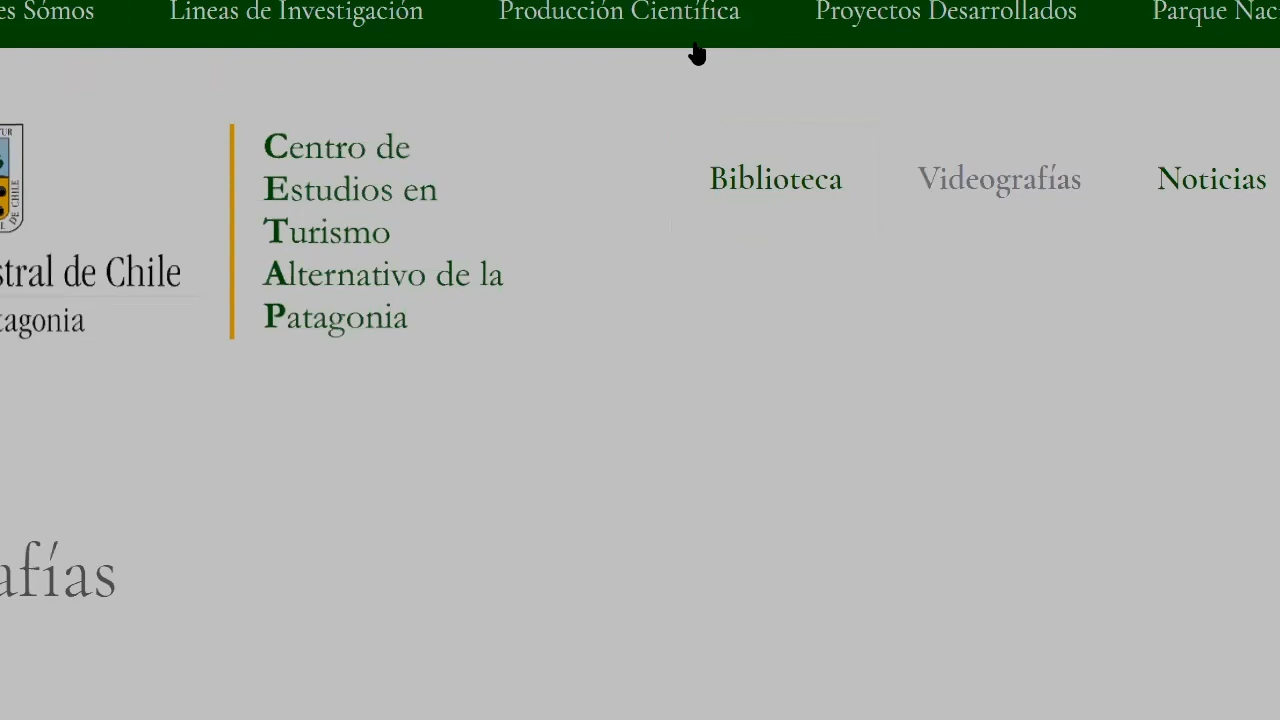 es Sómos Lineas de Investigación Producción Científica Proyectos Desarrollados Parque Nac
Centro de
Estudios en
Turismo
Alternativo de la
Patagonia
stral de Chile
tagonia
Biblioteca Videografías Noticias
afías